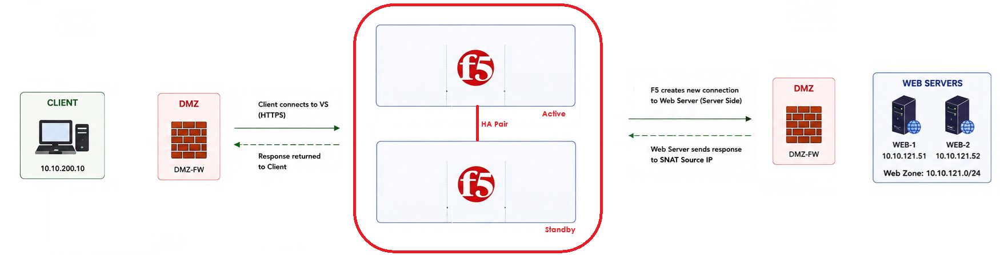 CLIENT
10.10.200.10
DMZ
DMZ-FW
Client connects to VS
(HTTPS)
Response returned
to Client
f5
Active
HA Pair
f5
Standby
F5 creates new connection
to Web Server (Server Side)
Web Server sends response
to SNAT Source IP
DMZ
DMZ-FW
WEB SERVERS
WEB-1
10.10.121.51
WEB-2
10.10.121.52
Web Zone: 10.10.121.0/24